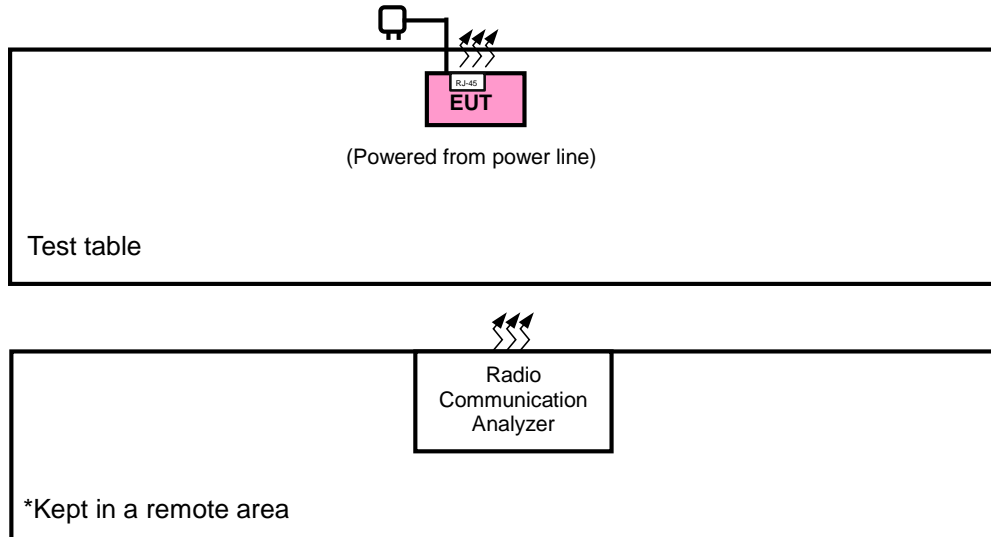 RJ-45
EUT
(Powered from power line)
Test table
Radio
Communication
Analyzer
*Kept in a remote area